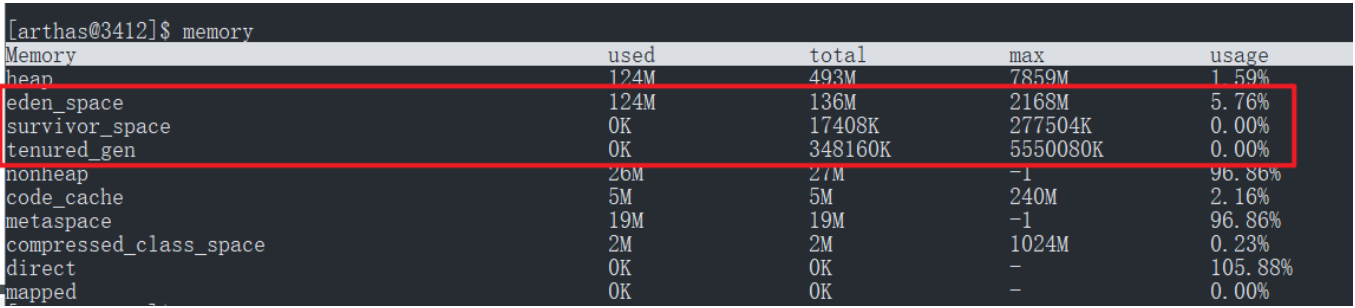 [arthas@3412]$ memory
Memory used total max usage
heap 124M 493M 7859M 1.59%
eden_space 124M 136M 2168M 5.76%
survivor_space 0K 17408K 277504K 0.00%
tenured_gen 0K 348160K 5550080K 0.00%
nonheap 26M 27M -1 96.86%
code_cache 5M 5M 240M 2.16%
metaspace 19M 19M -1 96.86%
compressed_class_space 2M 2M 1024M 0.23%
direct 0K 0K - 105.88%
mapped 0K 0K - 0.00%